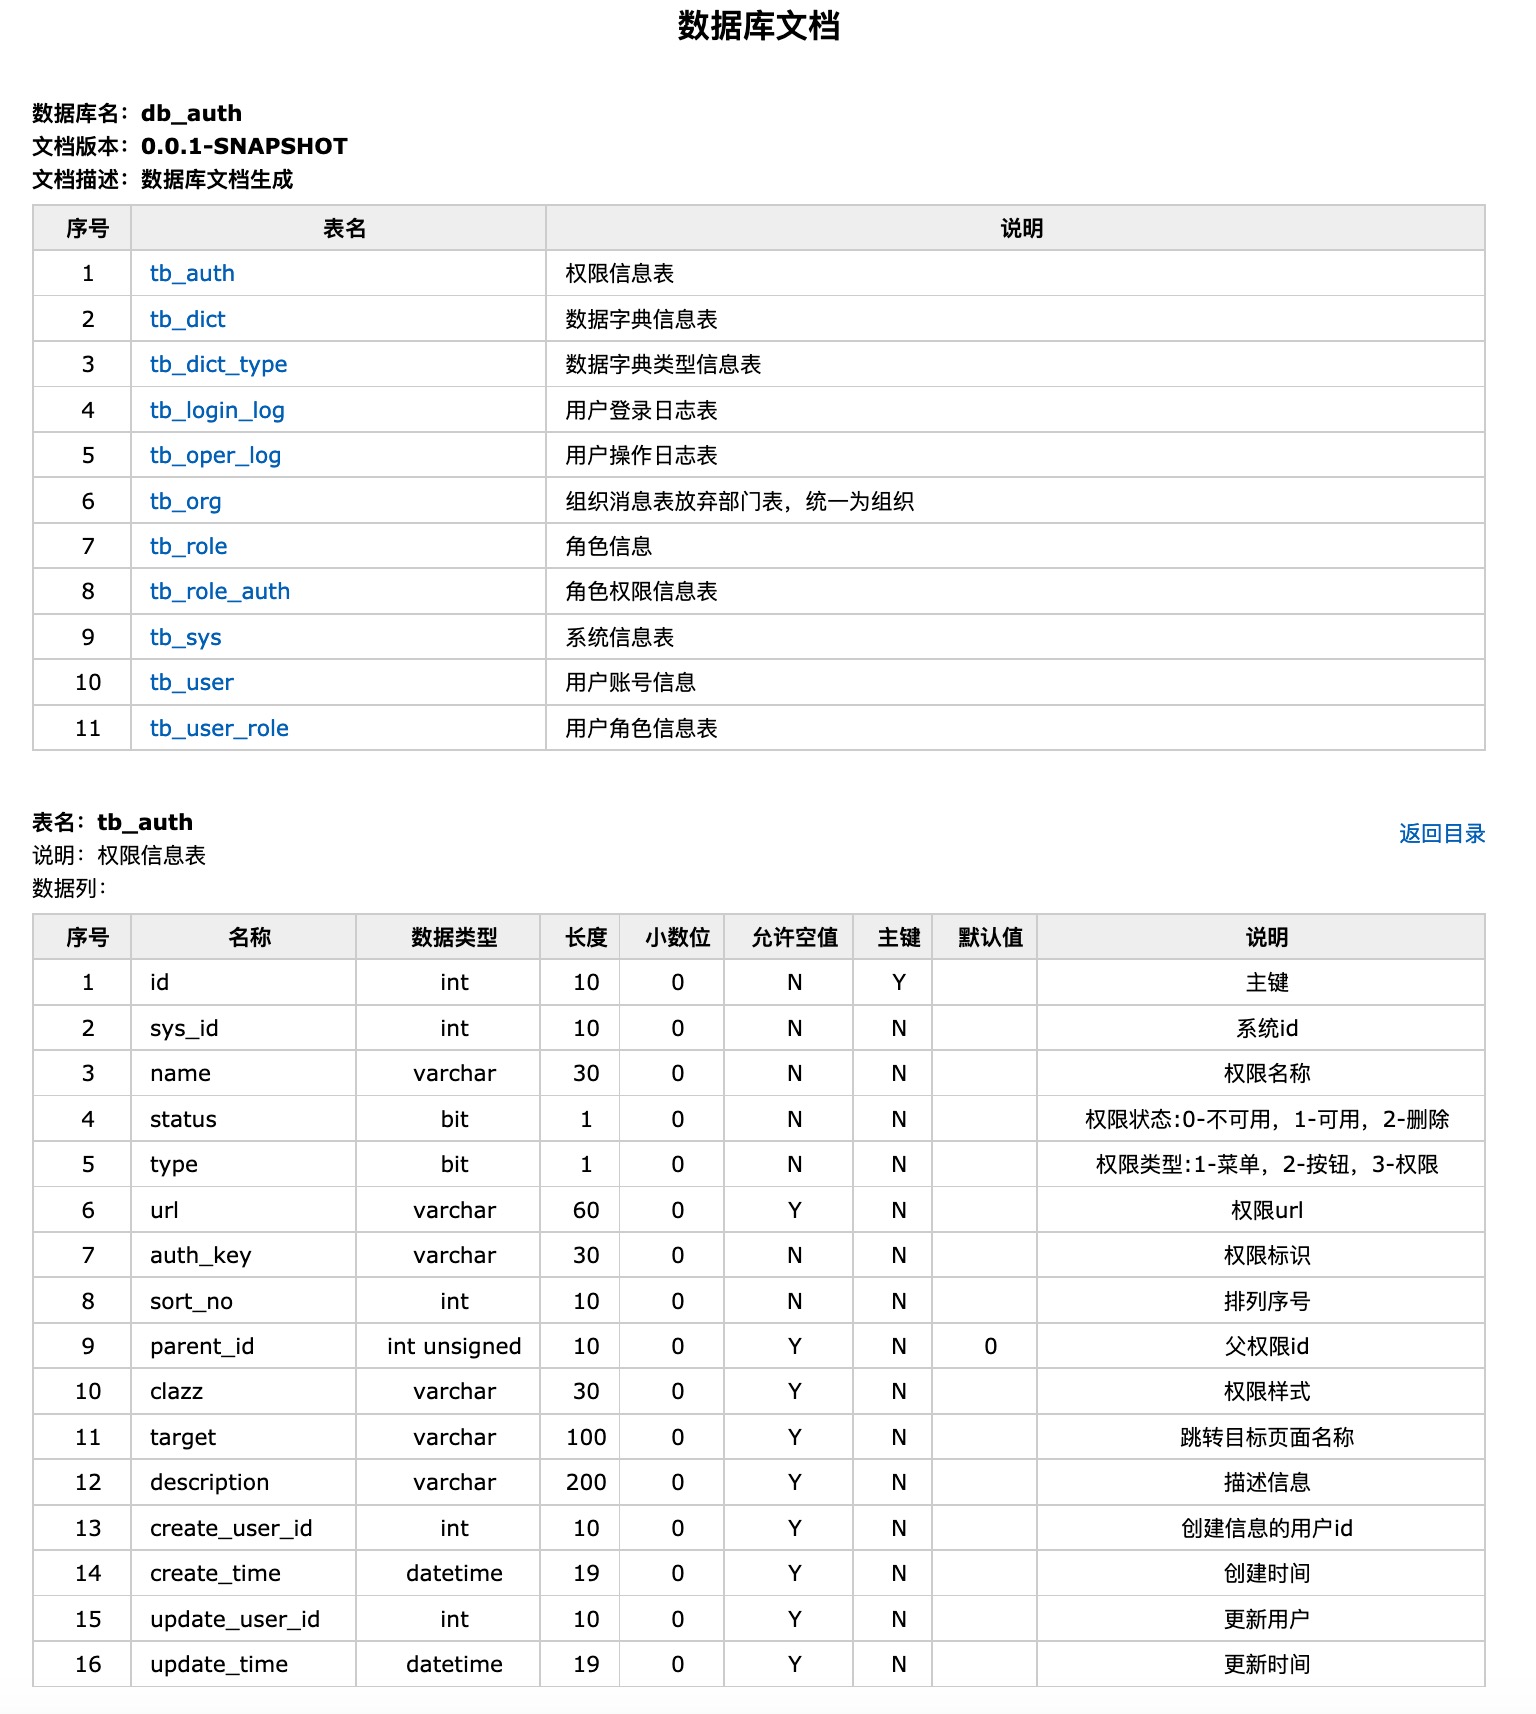 数据库文档
数据库名：db_auth
文档版本：0.0.1-SNAPSHOT
文档描述：数据库文档生成
序号 表名 说明
1 tb_auth 权限信息表
2 tb_dict 数据字典信息表
3 tb_dict_type 数据字典类型信息表
4 tb_login_log 用户登录日志表
5 tb_oper_log 用户操作日志表
6 tb_org 组织消息表放弃部门表，统一为组织
7 tb_role 角色信息
8 tb_role_auth 角色权限信息表
9 tb_sys 系统信息表
10 tb_user 用户账号信息
11 tb_user_role 用户角色信息表
表名：tb_auth
返回目录
说明：权限信息表
数据列：
序号 名称 数据类型 长度 小数位 允许空值 主键 默认值 说明
1 id int 10 0 N Y 主键
2 sys_id int 10 0 N N 系统id
3 name varchar 30 0 N N 权限名称
4 status bit 1 0 N N 权限状态:0-不可用，1-可用，2-删除
5 type bit 1 0 N N 权限类型:1-菜单，2-按钮，3-权限
6 url varchar 60 0 Y N 权限url
7 auth_key varchar 30 0 N N 权限标识
8 sort_no int 10 0 N N 排列序号
9 parent_id int unsigned 10 0 Y N 0 父权限id
10 clazz varchar 30 0 Y N 权限样式
11 target varchar 100 0 Y N 跳转目标页面名称
12 description varchar 200 0 Y N 描述信息
13 create_user_id int 10 0 Y N 创建信息的用户id
14 create_time datetime 19 0 Y N 创建时间
15 update_user_id int 10 0 Y N 更新用户
16 update_time datetime 19 0 Y N 更新时间